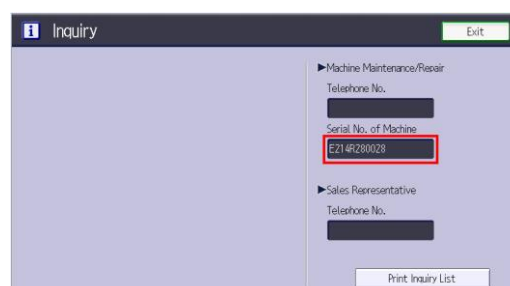 i Inquiry
Exit
►Machine Maintenance/Repair
Telephone No.
Serial No. of Machine
E214R280028
►Sales Representative
Telephone No.
Print Inquiry List